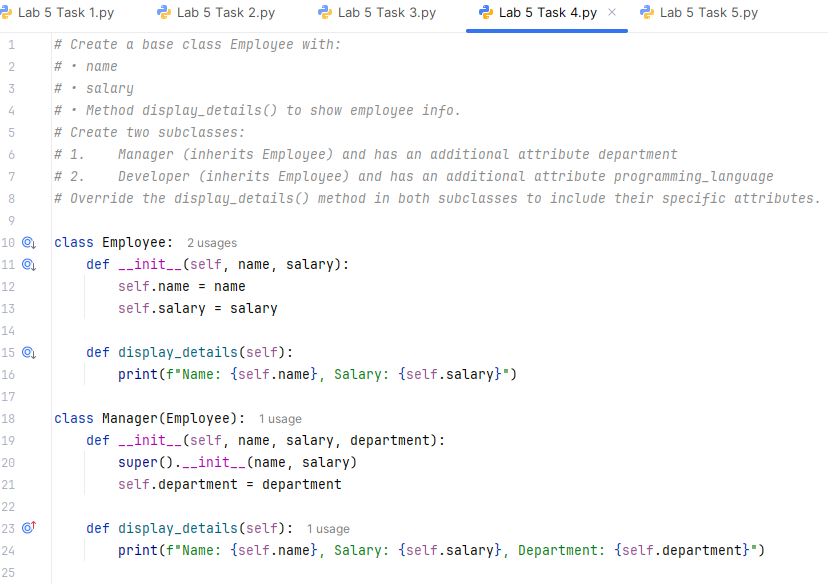 Lab 5 Task 1.py Lab 5 Task 2.py Lab 5 Task 3.py Lab 5 Task 4.py × Lab 5 Task 5.py
1 # Create a base class Employee with:
2 # • name
3 # • salary
4 # • Method display_details() to show employee info.
5 # Create two subclasses:
6 # 1.    Manager (inherits Employee) and has an additional attribute department
7 # 2.    Developer (inherits Employee) and has an additional attribute programming_language
8 # Override the display_details() method in both subclasses to include their specific attributes.
9
10 class Employee: 2 usages
11     def __init__(self, name, salary):
12         self.name = name
13         self.salary = salary
14
15     def display_details(self):
16         print(f"Name: {self.name}, Salary: {self.salary}")
17
18 class Manager(Employee): 1 usage
19     def __init__(self, name, salary, department):
20         super().__init__(name, salary)
21         self.department = department
22
23     def display_details(self): 1 usage
24         print(f"Name: {self.name}, Salary: {self.salary}, Department: {self.department}")
25